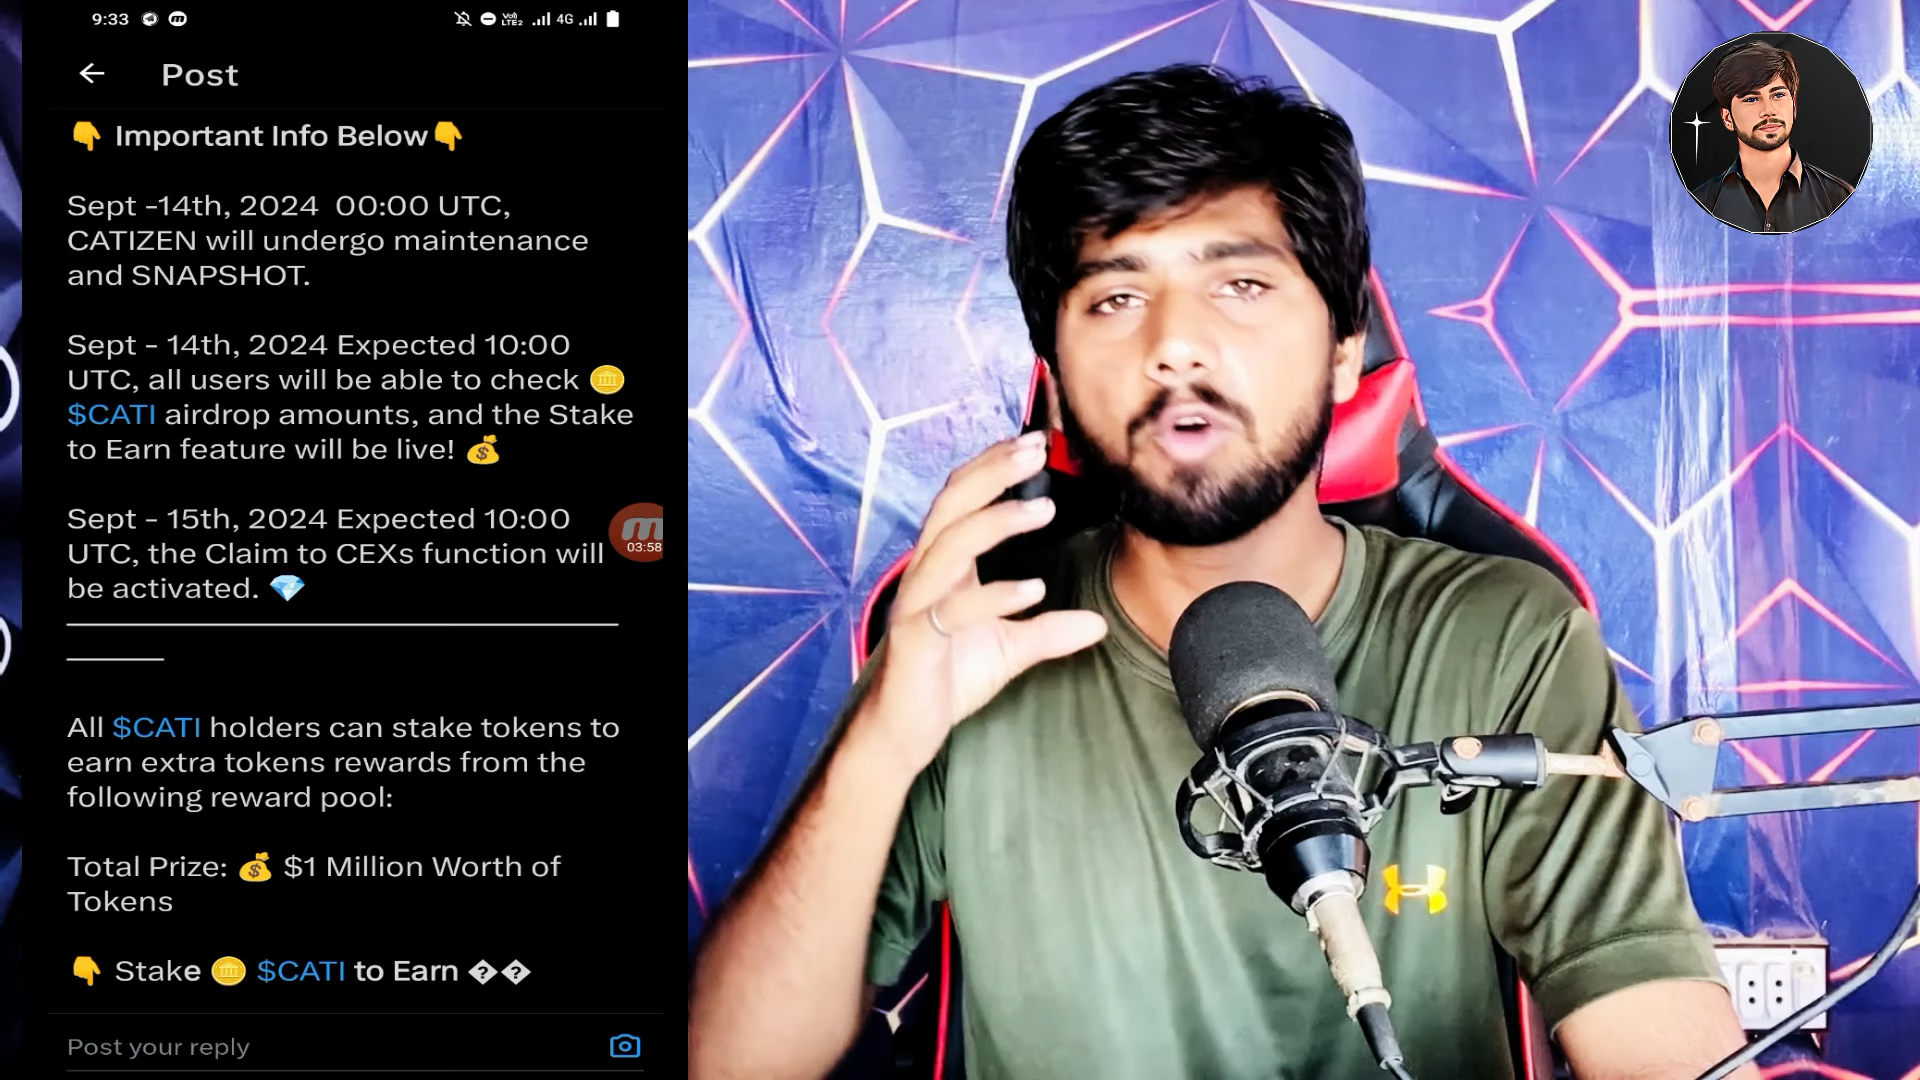 9:33
Vo)
LTE2
4G
Post
👇 Important Info Below👇
Sept -14th, 2024 00:00 UTC,
CATIZEN will undergo maintenance
and SNAPSHOT.
Sept - 14th, 2024 Expected 10:00
UTC, all users will be able to check 🪙
$CATI airdrop amounts, and the Stake
to Earn feature will be live! 💰
Sept - 15th, 2024 Expected 10:00
UTC, the Claim to CEXs function will
be activated. 💎
03:58
All $CATI holders can stake tokens to
earn extra tokens rewards from the
following reward pool:
Total Prize: 💰 $1 Million Worth of
Tokens
👇 Stake 🪙 $CATI to Earn ��
Post your reply